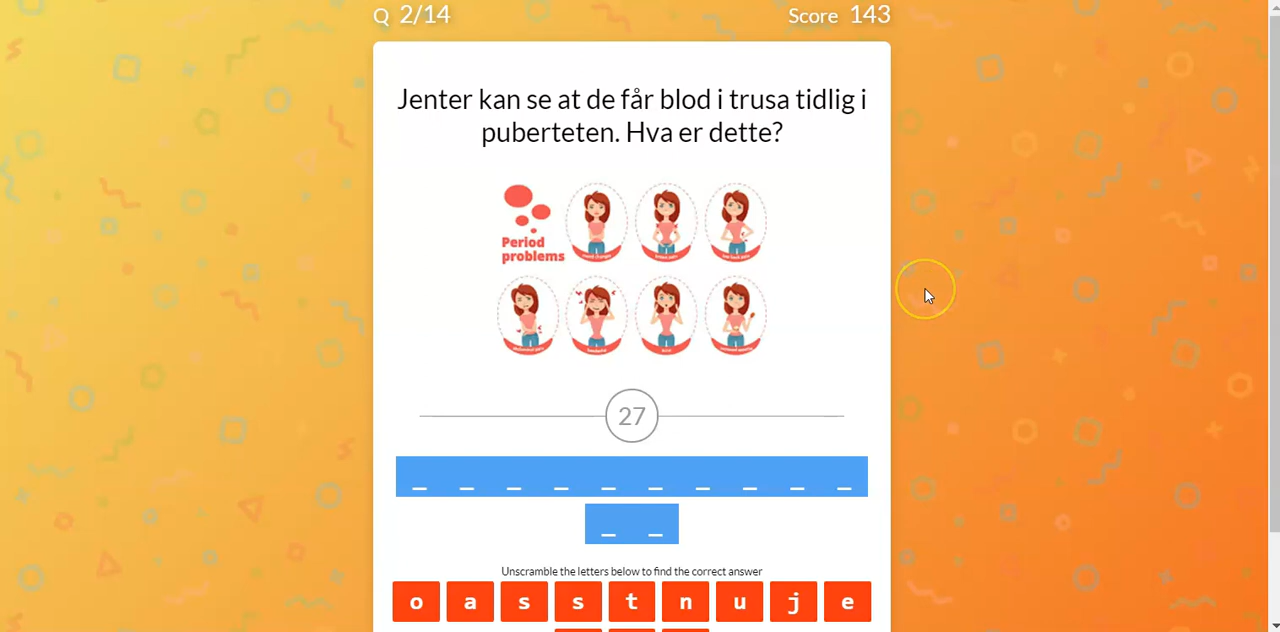 Q 2/14
Score 143
Jenter kan se at de får blod i trusa tidlig i
puberteten. Hva er dette?
Period
problems
27
_ _ _ _ _ _ _ _ _ _
_ _
Unscramble the letters below to find the correct answer
o a s s t n u j e